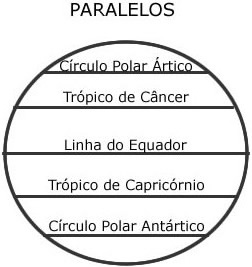 PARALELOS
Círculo Polar Ártico
Trópico de Câncer
Linha do Equador
Trópico de Capricórnio
Círculo Polar Antártico